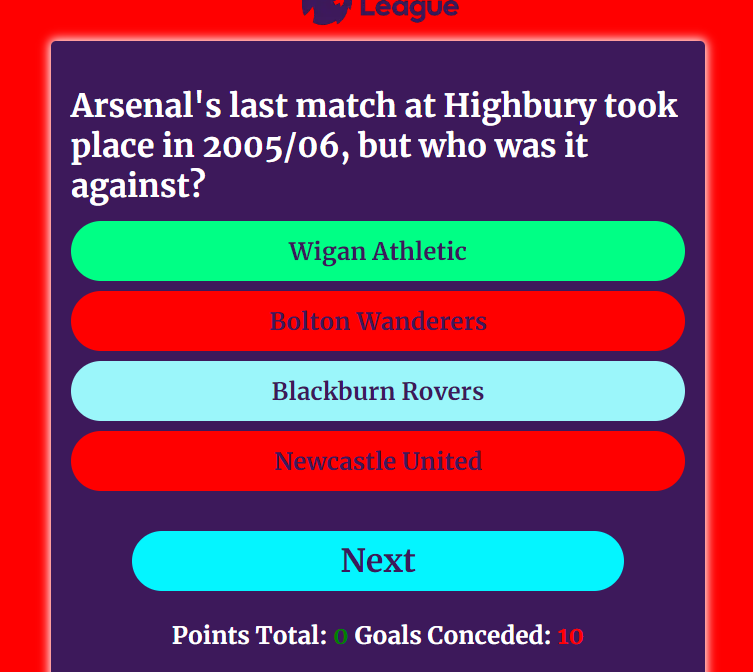 League
Arsenal's last match at Highbury took
place in 2005/06, but who was it
against?
Wigan Athletic
Bolton Wanderers
Blackburn Rovers
Newcastle United
Next
Points Total: 0 Goals Conceded: 10